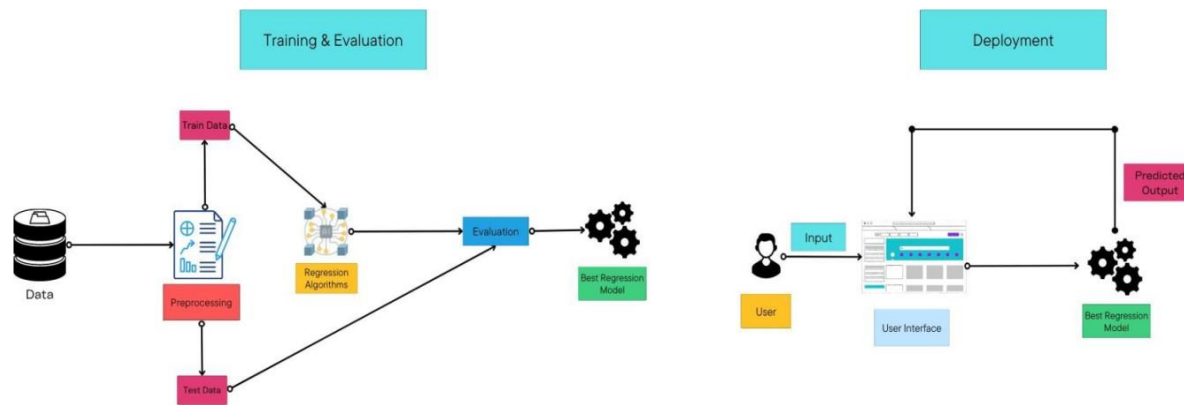 Training & Evaluation
Deployment
Train Data
Predicted
Output
Input
Evaluation
Data
Regression
Algorithms
Best Regression
Model
Preprocessing
User
User Interface
Best Regression
Model
Test Data